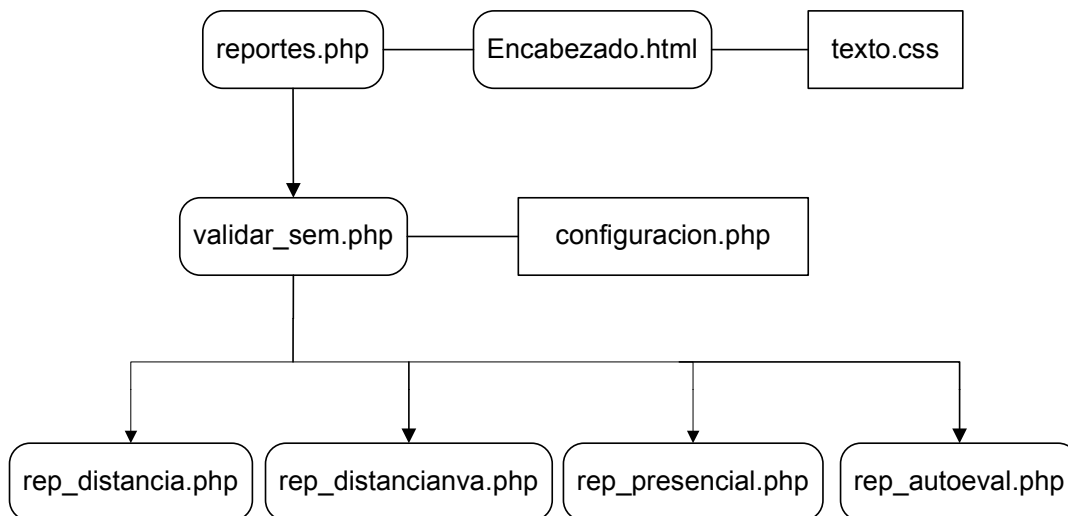 reportes.php
Encabezado.html
texto.css
validar_sem.php
configuracion.php
rep_distancia.php
rep_distancianva.php
rep_presencial.php
rep_autoeval.php